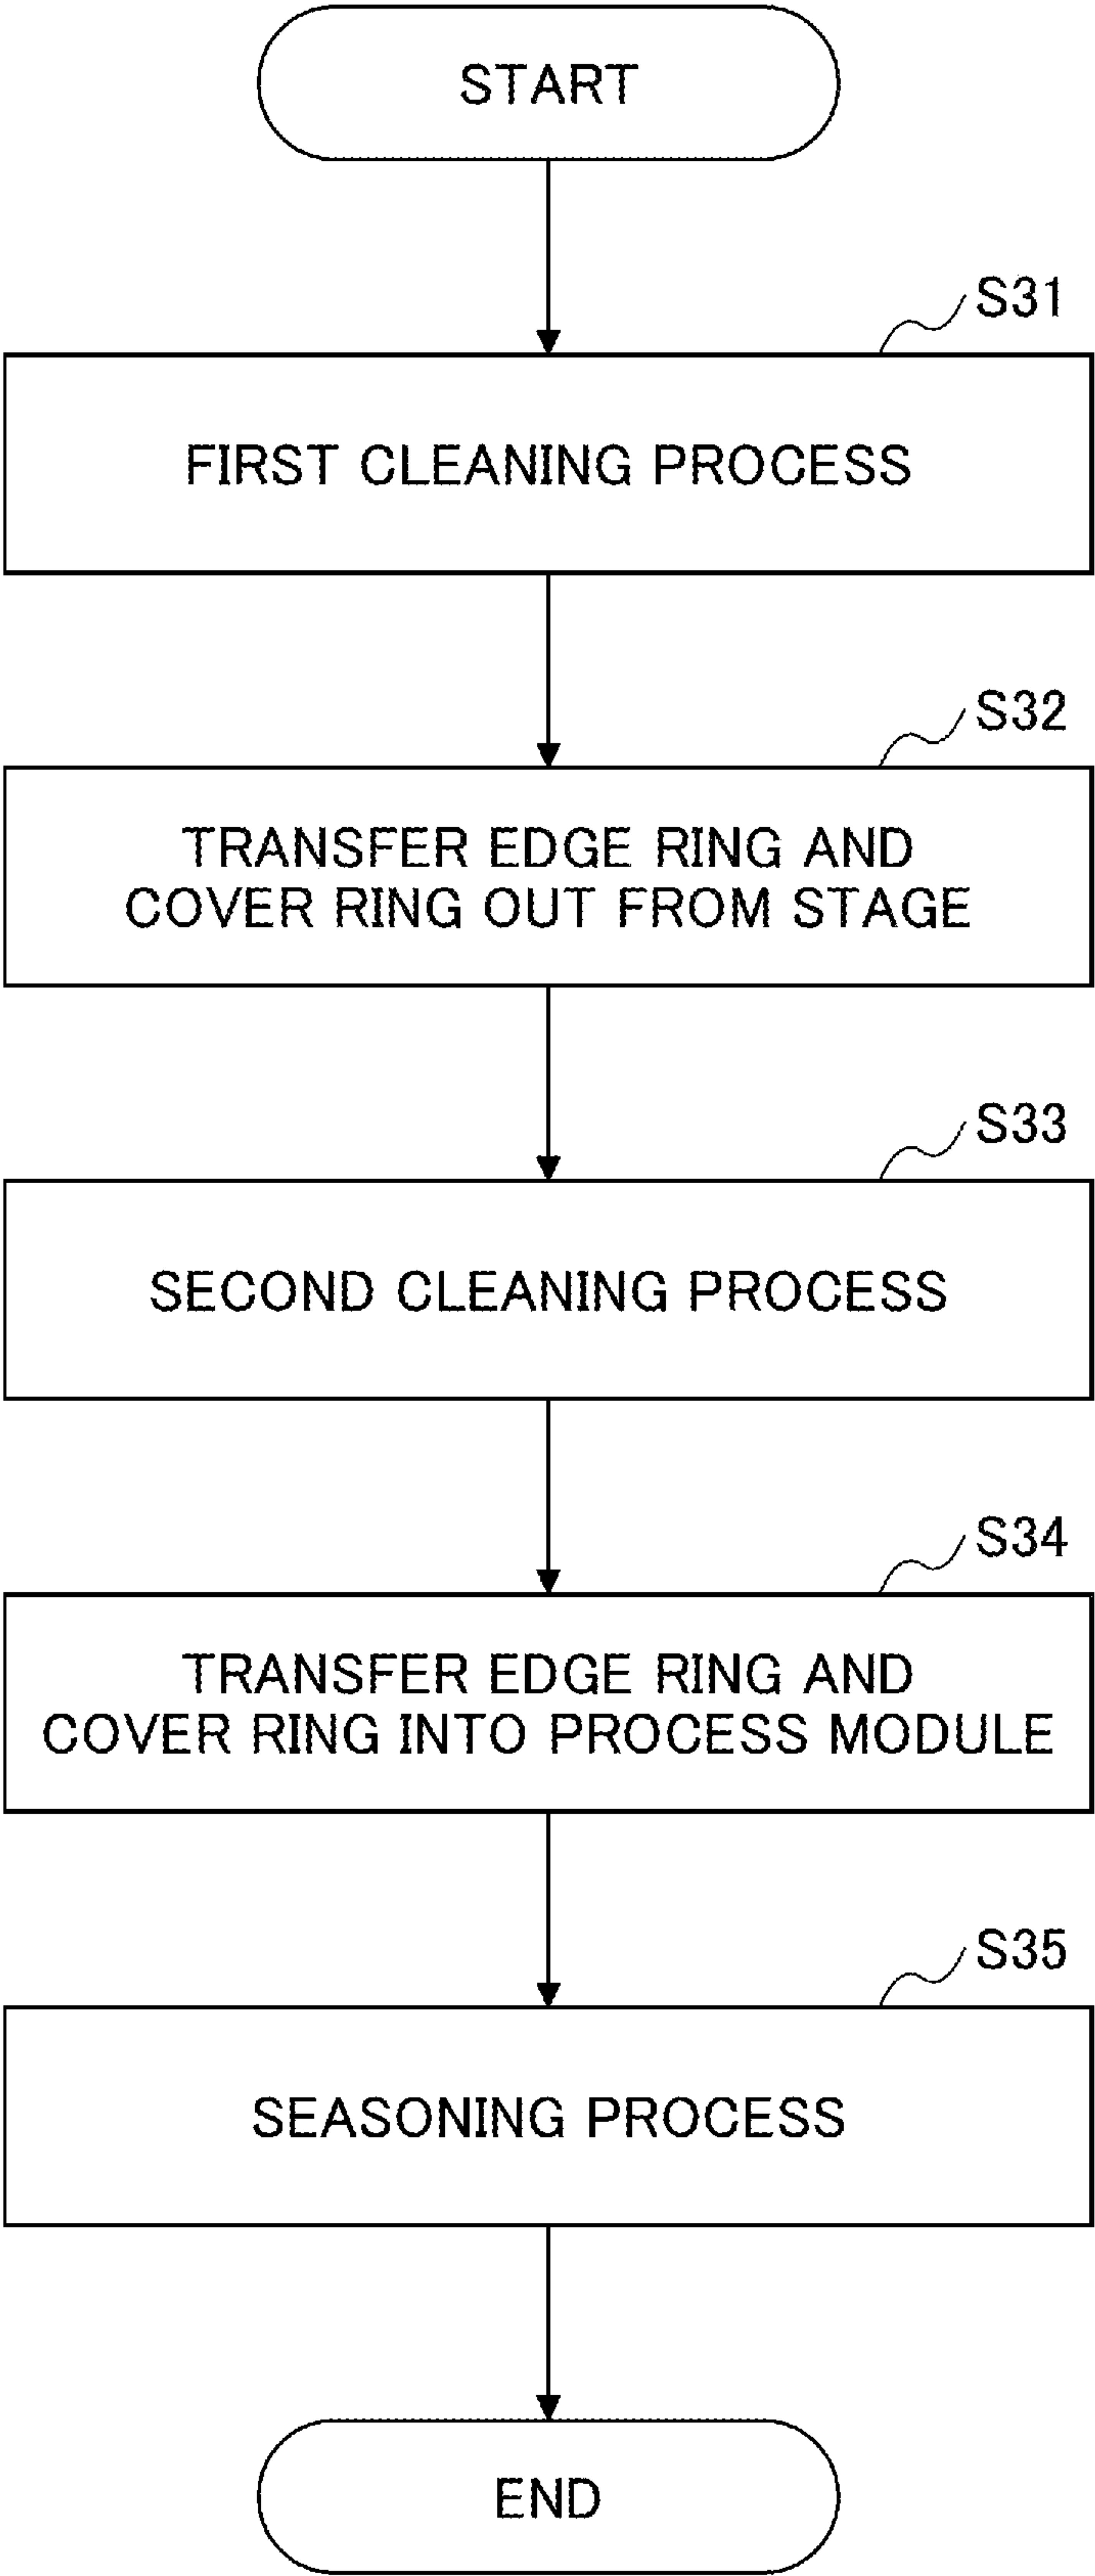 START
S31
FIRST CLEANING PROCESS
S32
TRANSFER EDGE RING AND
COVER RING OUT FROM STAGE
S33
SECOND CLEANING PROCESS
S34
TRANSFER EDGE RING AND
COVER RING INTO PROCESS MODULE
S35
SEASONING PROCESS
END